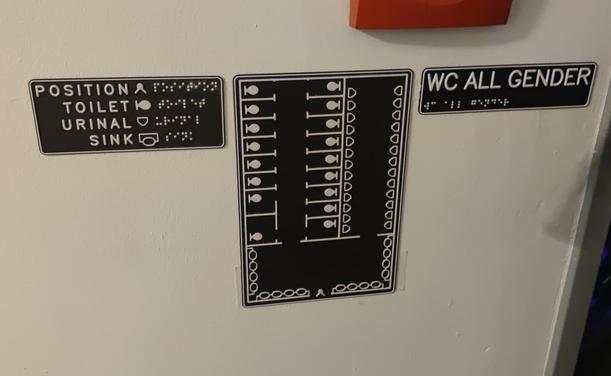 POSITION
TOILET
URINAL
SINK
WC ALL GENDER